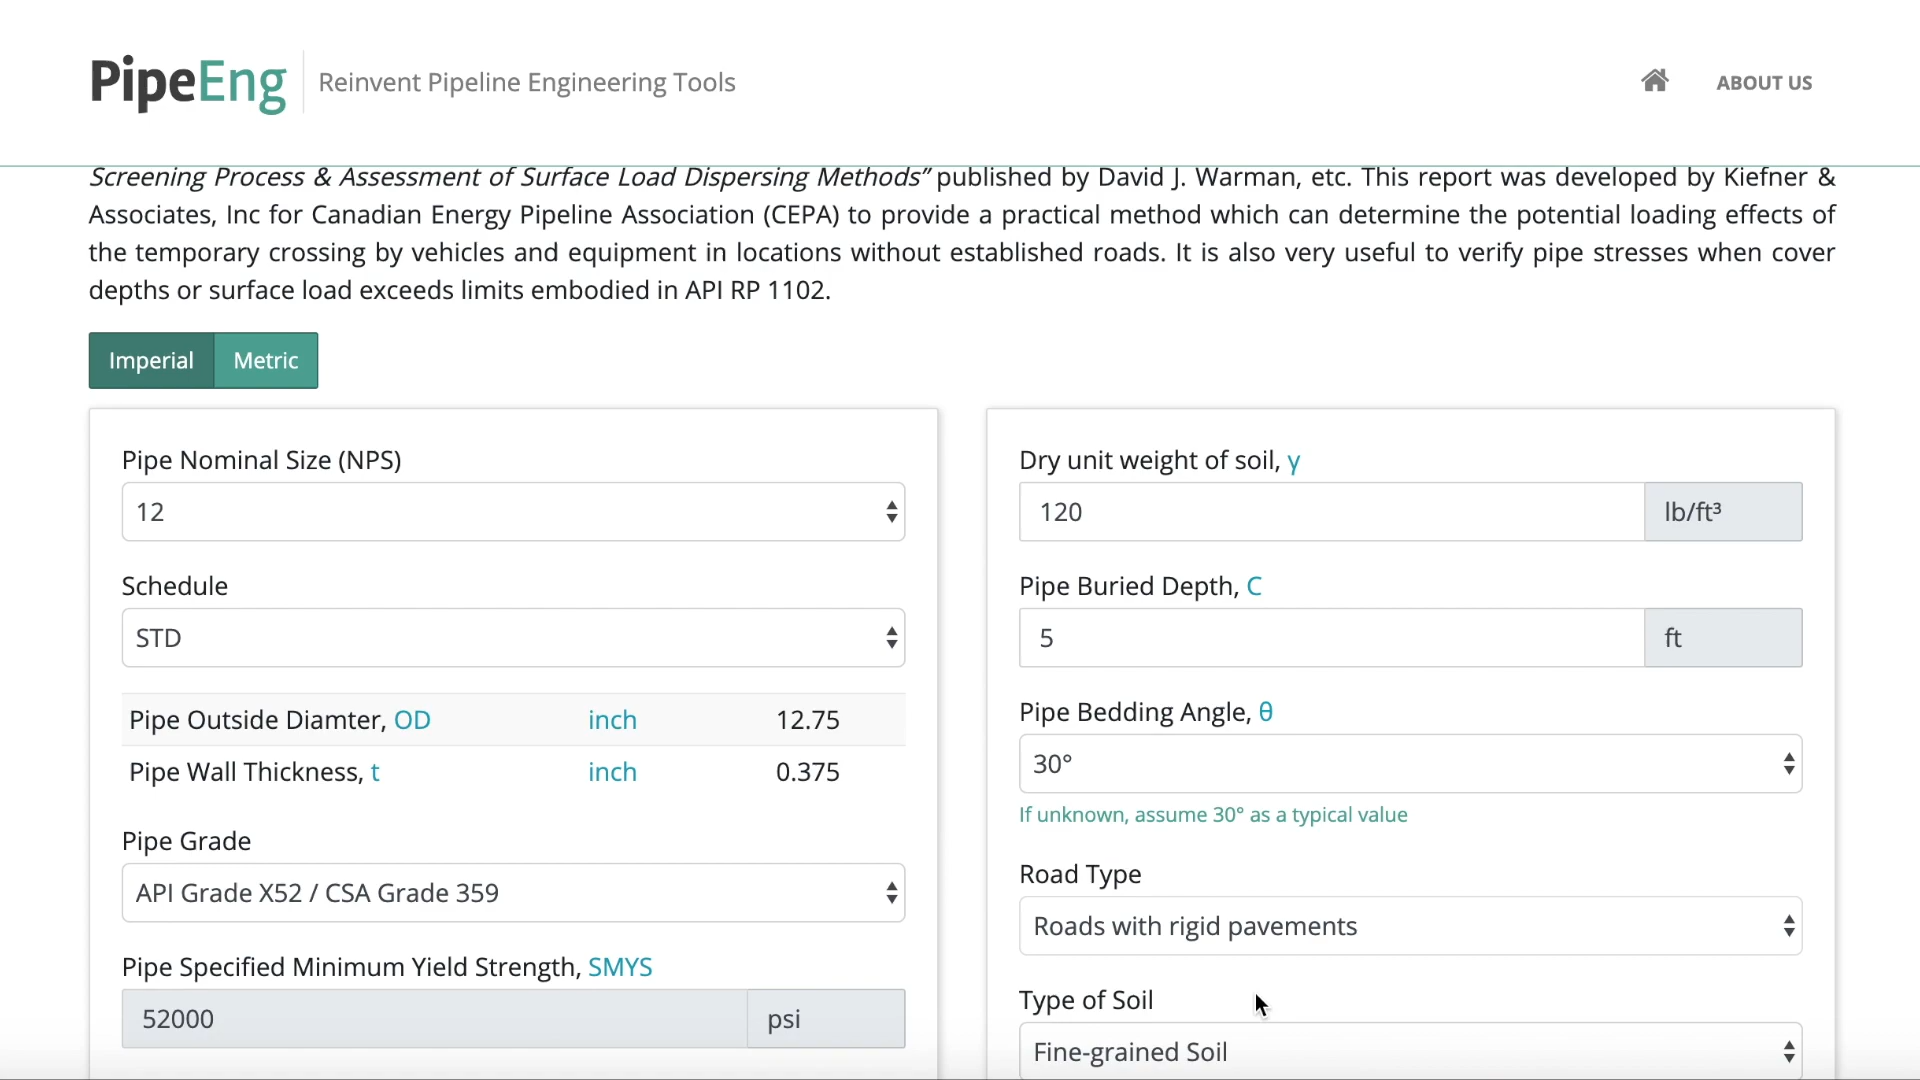 PipeEng
Reinvent Pipeline Engineering Tools
ABOUT US
Screening Process & Assessment of Surface Load Dispersing Methods” published by David J. Warman, etc. This report was developed by Kiefner &
Associates, Inc for Canadian Energy Pipeline Association (CEPA) to provide a practical method which can determine the potential loading effects of
the temporary crossing by vehicles and equipment in locations without established roads. It is also very useful to verify pipe stresses when cover
depths or surface load exceeds limits embodied in API RP 1102.
Imperial Metric
Pipe Nominal Size (NPS)
12
Schedule
STD
Pipe Outside Diamter, OD inch 12.75
Pipe Wall Thickness, t inch 0.375
Pipe Grade
API Grade X52 / CSA Grade 359
Pipe Specified Minimum Yield Strength, SMYS
52000 psi
Dry unit weight of soil, γ
120 lb/ft³
Pipe Buried Depth, C
5 ft
Pipe Bedding Angle, θ
30°
If unknown, assume 30° as a typical value
Road Type
Roads with rigid pavements
Type of Soil
Fine-grained Soil